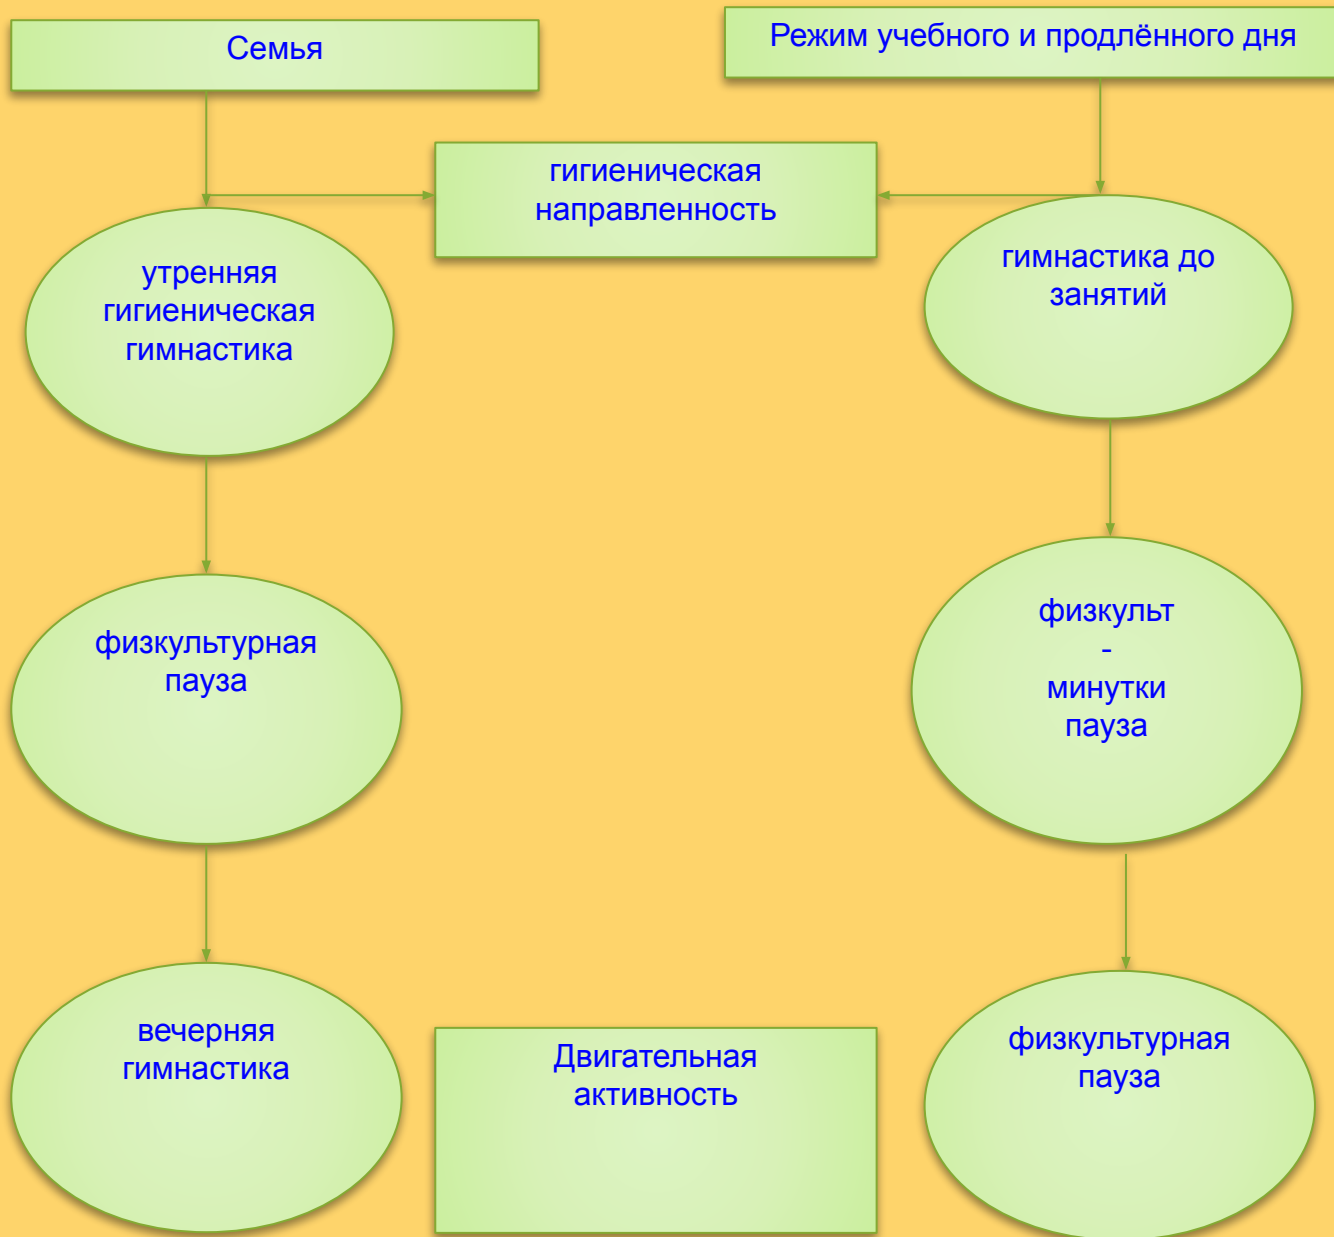 Семья
Режим учебного и продлённого дня
гигиеническая
направленность
утренняя
гигиеническая
гимнастика
гимнастика до
занятий
физкультурная
пауза
физкульт
-
минутки
пауза
вечерняя
гимнастика
Двигательная
активность
физкультурная
пауза